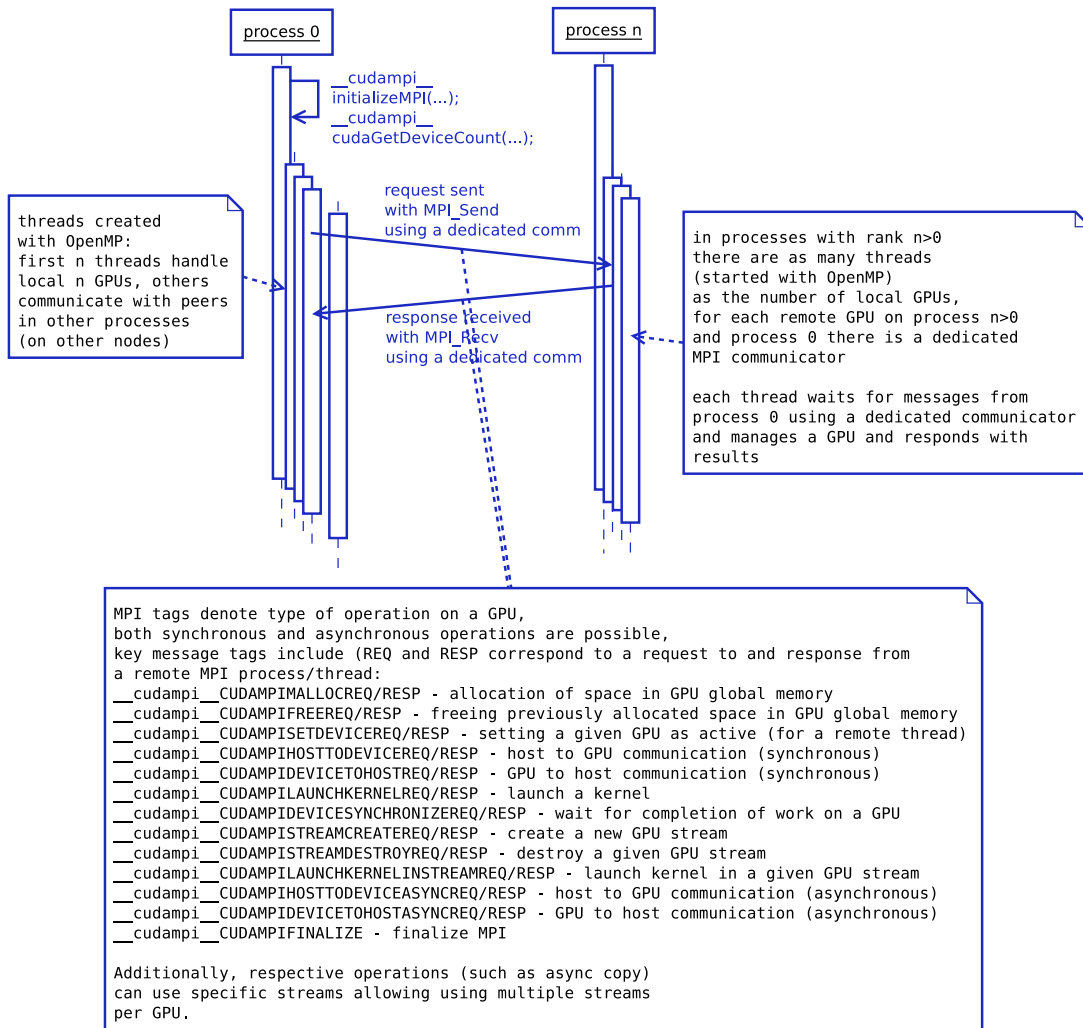 process 0
process n
__cudampi__
initializeMPI(...);
__cudampi__
cudaGetDeviceCount(...);
threads created
with OpenMP:
first n threads handle
local n GPUs, others
communicate with peers
in other processes
(on other nodes)
request sent
with MPI_Send
using a dedicated comm
response received
with MPI_Recv
using a dedicated comm
in processes with rank n>0
there are as many threads
(started with OpenMP)
as the number of local GPUs,
for each remote GPU on process n>0
and process 0 there is a dedicated
MPI communicator
each thread waits for messages from
process 0 using a dedicated communicator
and manages a GPU and responds with
results
MPI tags denote type of operation on a GPU,
both synchronous and asynchronous operations are possible,
key message tags include (REQ and RESP correspond to a request to and response from
a remote MPI process/thread:
__cudampi__CUDAMPIMALLOCREQ/RESP - allocation of space in GPU global memory
__cudampi__CUDAMPIFREEREQ/RESP - freeing previously allocated space in GPU global memory
__cudampi__CUDAMPISETDEVICEREQ/RESP - setting a given GPU as active (for a remote thread)
__cudampi__CUDAMPIHOSTTODEVICEREQ/RESP - host to GPU communication (synchronous)
__cudampi__CUDAMPIDEVICETOHOSTREQ/RESP - GPU to host communication (synchronous)
__cudampi__CUDAMPILAUNCHKERNELREQ/RESP - launch a kernel
__cudampi__CUDAMPIDEVICESYNCHRONIZEREQ/RESP - wait for completion of work on a GPU
__cudampi__CUDAMPISTREAMCREATEREQ/RESP - create a new GPU stream
__cudampi__CUDAMPISTREAMDESTROYREQ/RESP - destroy a given GPU stream
__cudampi__CUDAMPILAUNCHKERNELINSTREAMREQ/RESP - launch kernel in a given GPU stream
__cudampi__CUDAMPIHOSTTODEVICEASYNCREQ/RESP - host to GPU communication (asynchronous)
__cudampi__CUDAMPIDEVICETOHOSTASYNCREQ/RESP - GPU to host communication (asynchronous)
__cudampi__CUDAMPIFINALIZE - finalize MPI
Additionally, respective operations (such as async copy)
can use specific streams allowing using multiple streams
per GPU.